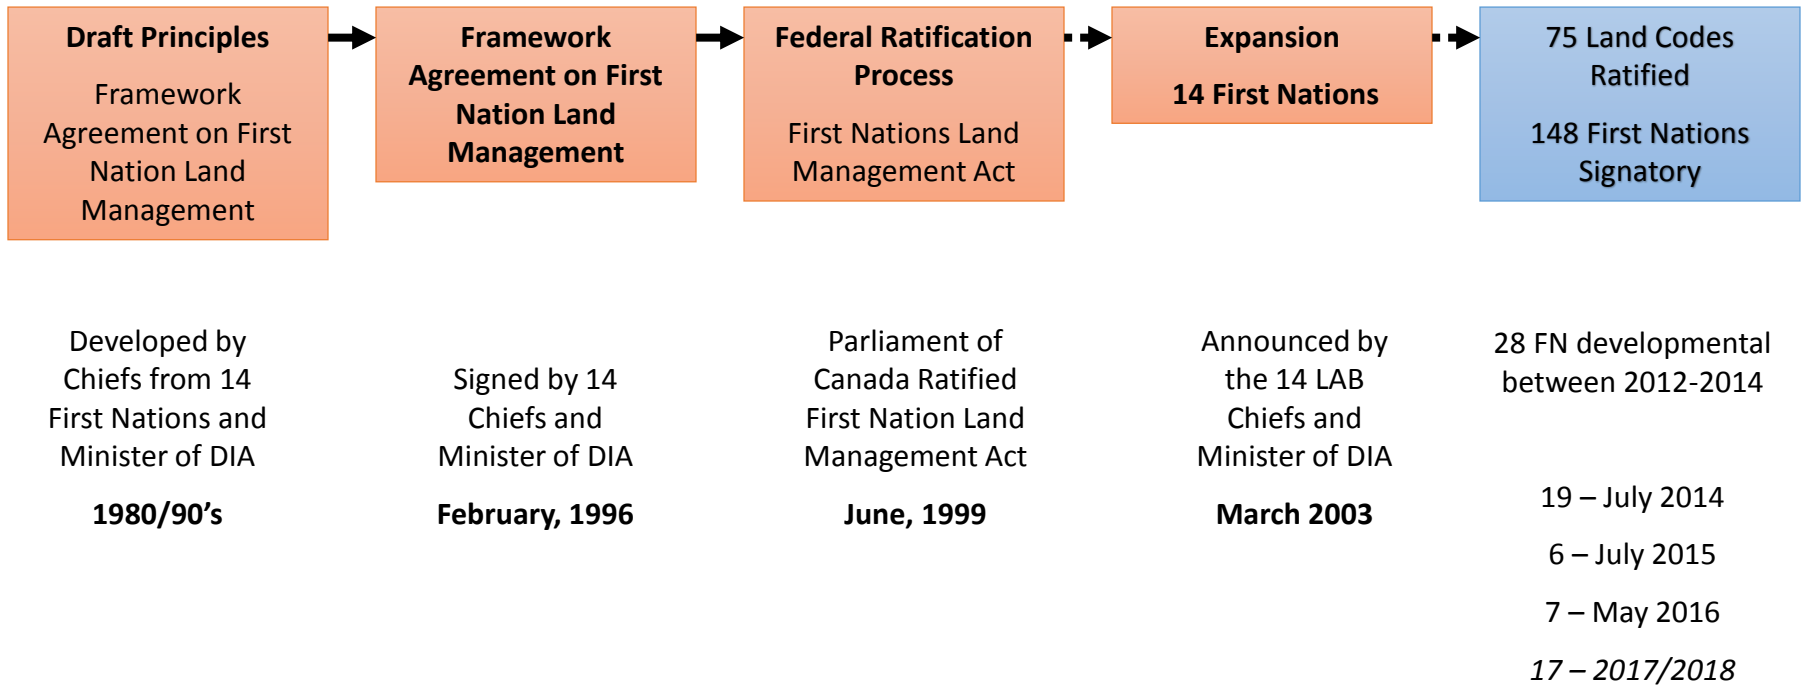 Draft Principles
Framework
Agreement on First
Nation Land
Management
Framework
Agreement on First
Nation Land
Management
Federal Ratification
Process
First Nations Land
Management Act
Expansion
14 First Nations
75 Land Codes
Ratified
148 First Nations
Signatory
Developed by
Chiefs from 14
First Nations and
Minister of DIA
1980/90’s
Signed by 14
Chiefs and
Minister of DIA
February, 1996
Parliament of
Canada Ratified
First Nation Land
Management Act
June, 1999
Announced by
the 14 LAB
Chiefs and
Minister of DIA
March 2003
28 FN developmental
between 2012-2014
19 – July 2014
6 – July 2015
7 – May 2016
17 – 2017/2018